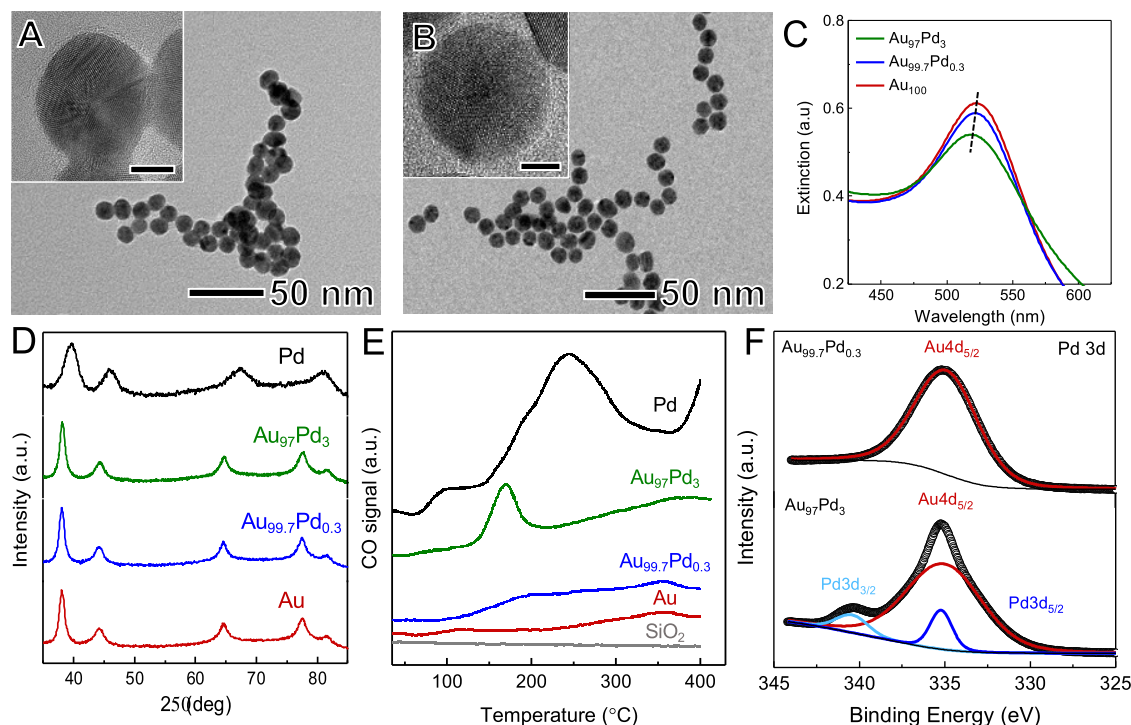 A
50 nm
B
50 nm
C
Au₉₇Pd₃
Au₉₉.₇Pd₀.₃
Au₁₀₀
Extinction (a.u)
0.8
0.6
0.4
0.2
450 500 550 600
Wavelength (nm)
D
Pd
Au₉₇Pd₃
Au₉₉.₇Pd₀.₃
Au
Intensity (a.u.)
40 50 60 70 80
E
Pd
Au₉₇Pd₃
Au₉₉.₇Pd₀.₃
Au
SiO₂
CO signal (a.u.)
100 200 300 400
Temperature (°C)
F
Au₉₉.₇Pd₀.₃
Au4d₅/₂
Pd 3d
Au₉₇Pd₃
Au4d₅/₂
Pd3d₃/₂
Pd3d₅/₂
Intensity (a.u.)
345 340 335 330 325
Binding Energy (eV)